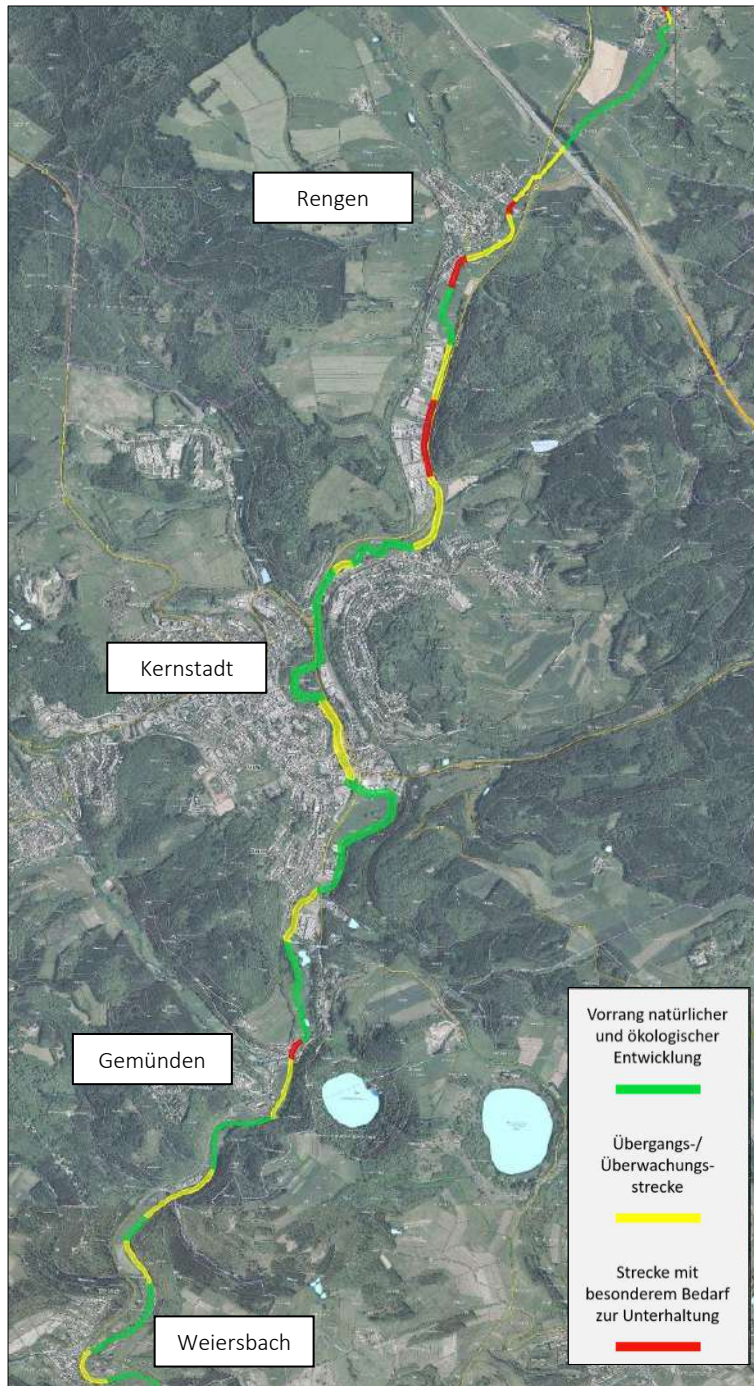 Rengen
Kernstadt
Gemünden
Weiersbach
Vorrang natürlicher
und ökologischer
Entwicklung
Übergangs-/
Überwachungs-
strecke
Strecke mit
besonderem Bedarf
zur Unterhaltung